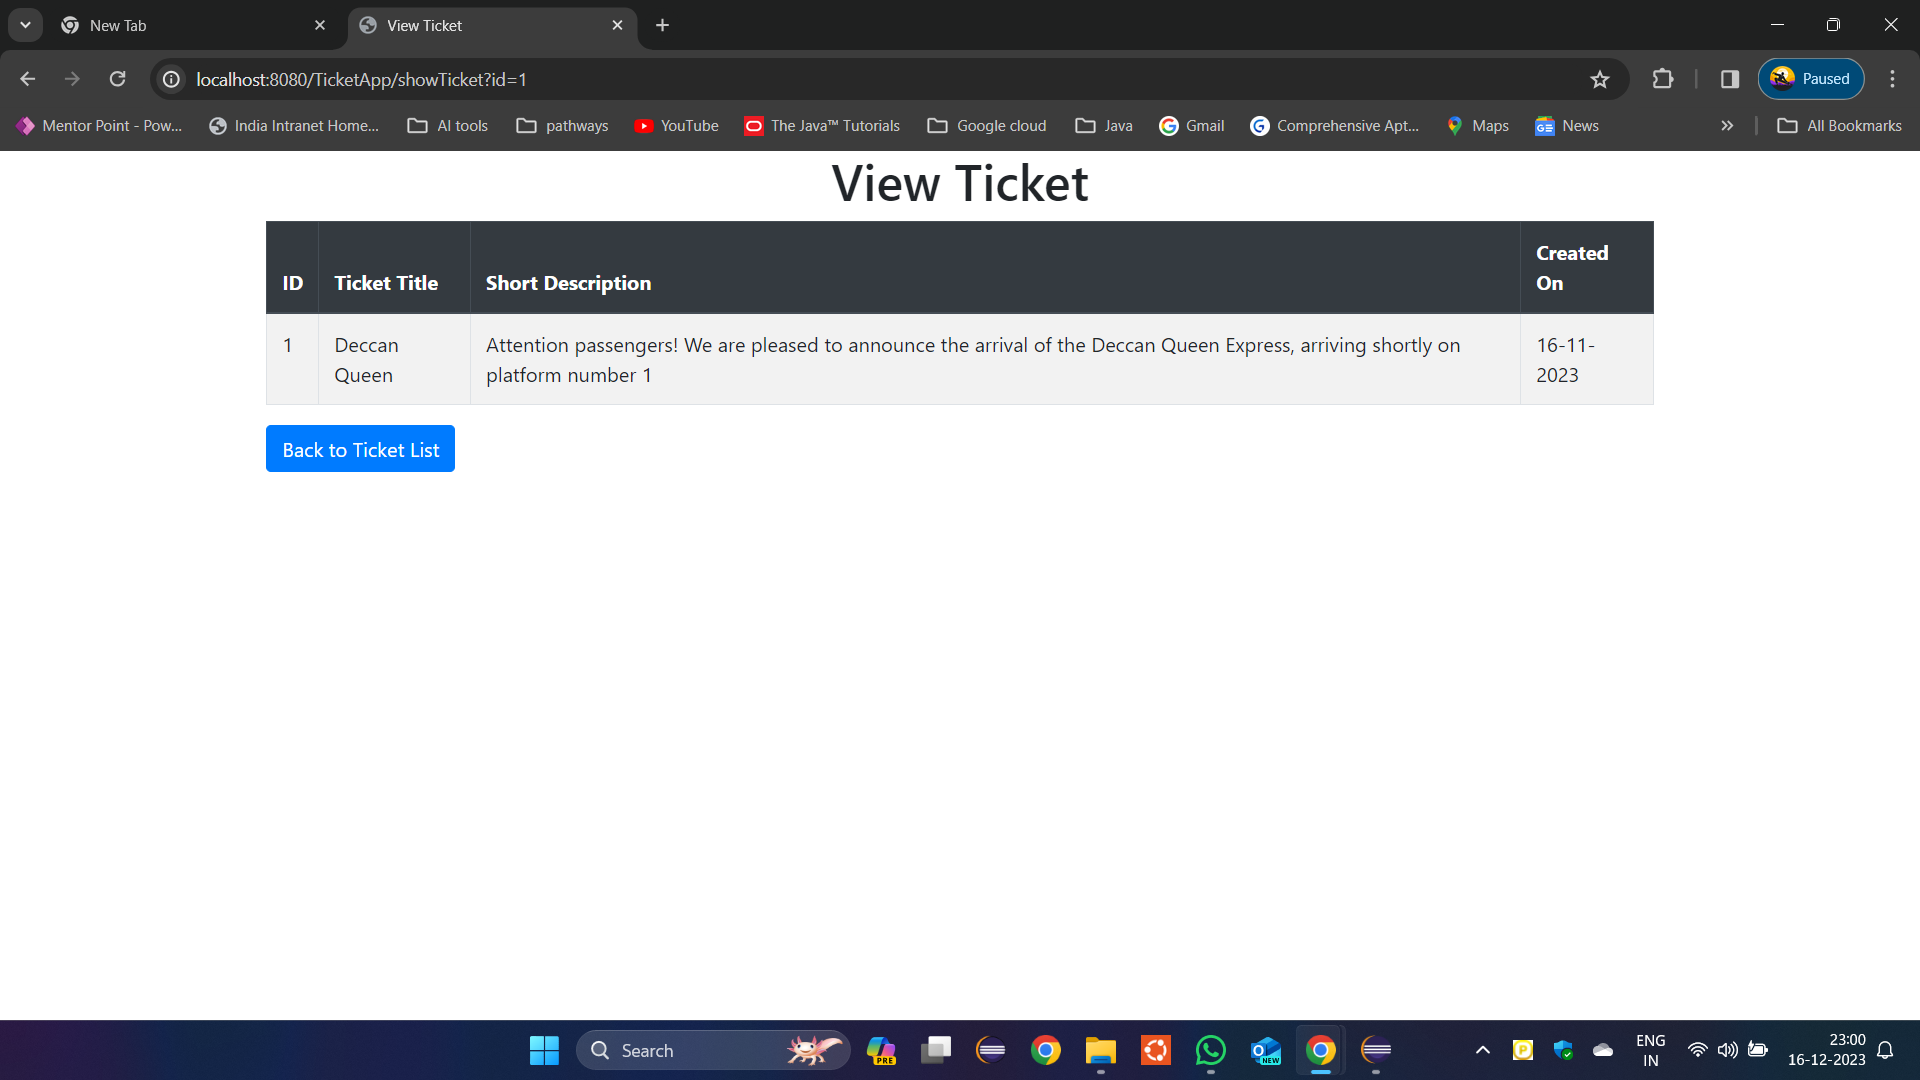 New Tab
View Ticket
localhost:8080/TicketApp/showTicket?id=1
Paused
Mentor Point - Pow...
India Intranet Home...
AI tools
pathways
YouTube
The Java™ Tutorials
Google cloud
Java
Gmail
Comprehensive Apt...
Maps
News
All Bookmarks
View Ticket
ID
Ticket Title
Short Description
Created
On
1
Deccan
Queen
Attention passengers! We are pleased to announce the arrival of the Deccan Queen Express, arriving shortly on
platform number 1
16-11-
2023
Back to Ticket List
Search
PRE
NEW
ENG
IN
23:00
16-12-2023